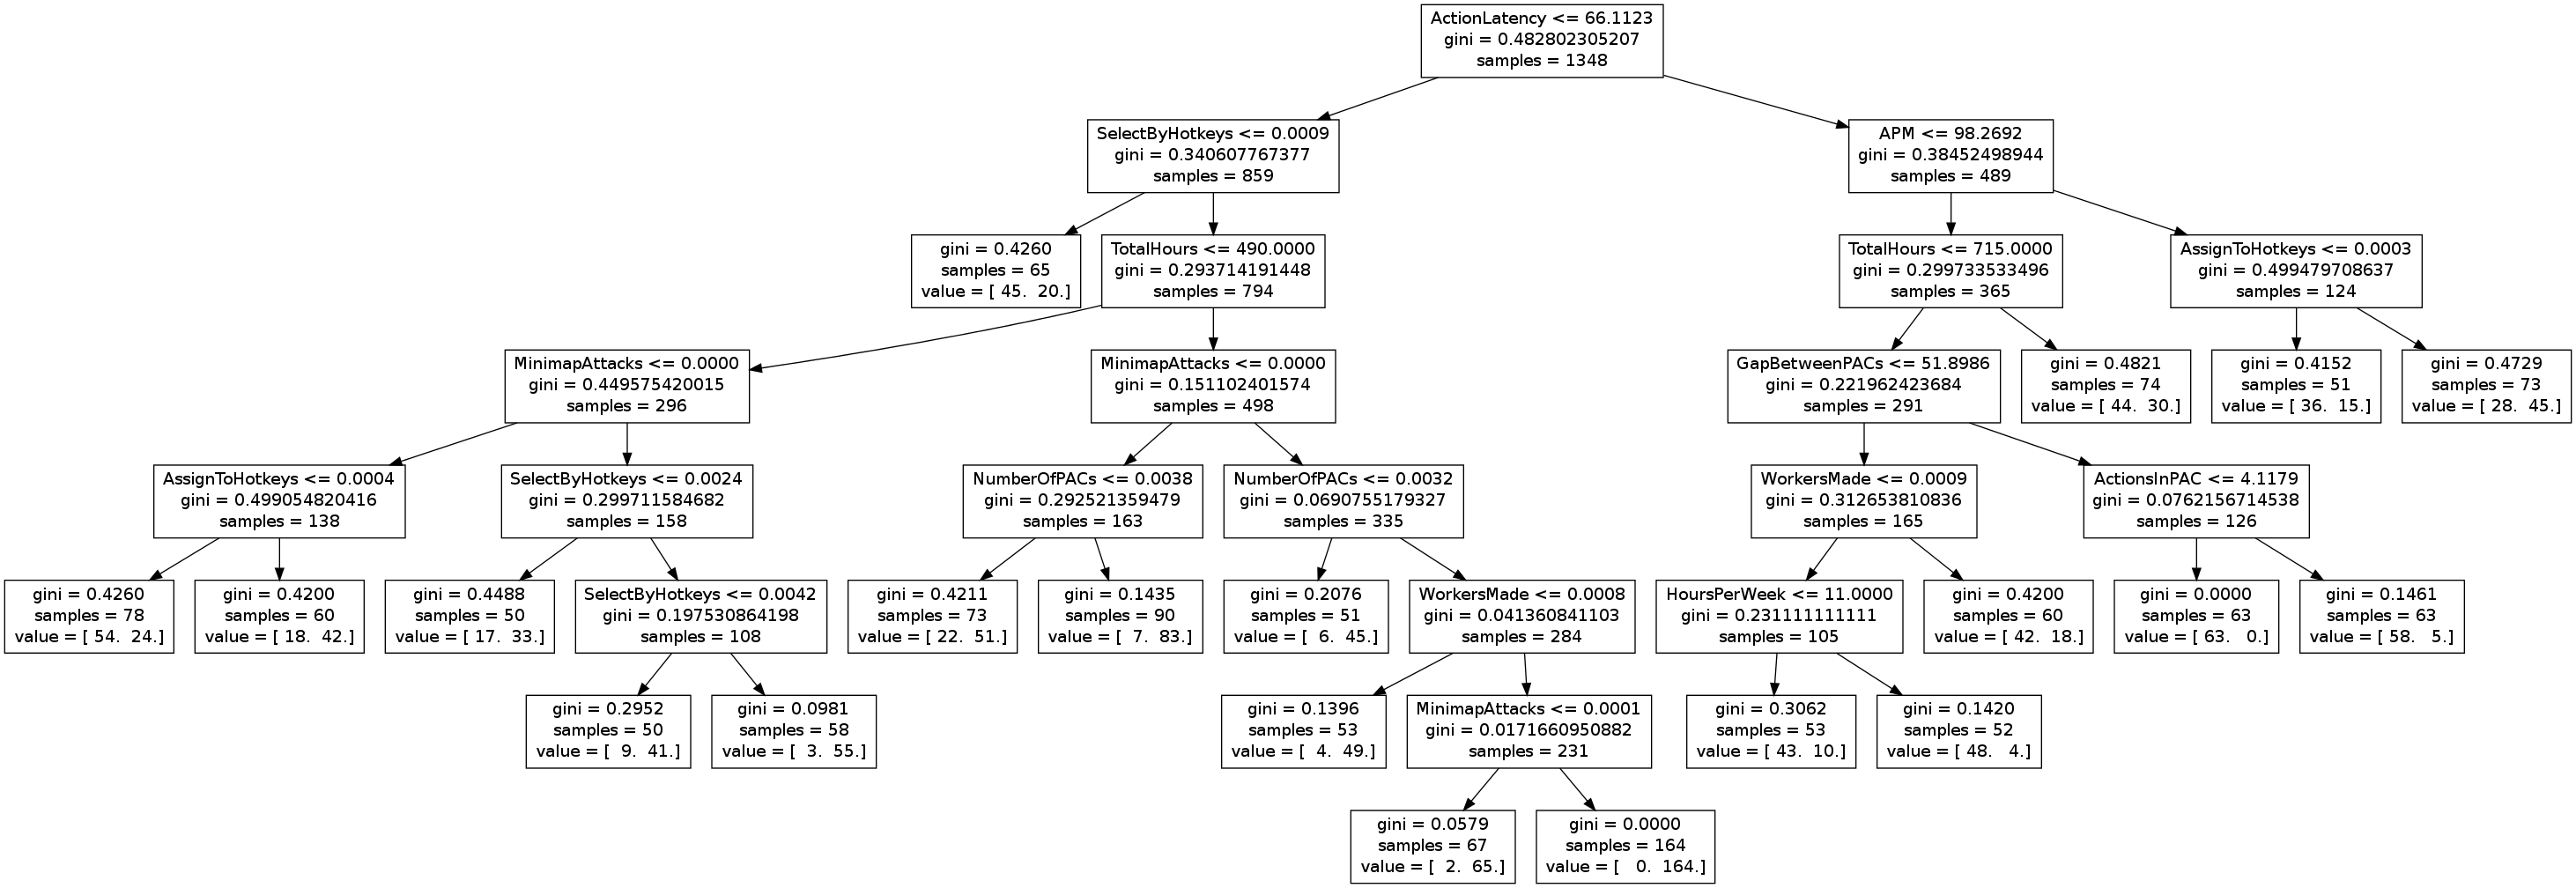 ActionLatency <= 66.1123
gini = 0.482802305207
samples = 1348
SelectByHotkeys <= 0.0009
gini = 0.340607767377
samples = 859
APM <= 98.2692
gini = 0.38452498944
samples = 489
gini = 0.4260
samples = 65
value = [ 45.  20.]
TotalHours <= 490.0000
gini = 0.293714191448
samples = 794
TotalHours <= 715.0000
gini = 0.299733533496
samples = 365
AssignToHotkeys <= 0.0003
gini = 0.499479708637
samples = 124
MinimapAttacks <= 0.0000
gini = 0.449575420015
samples = 296
MinimapAttacks <= 0.0000
gini = 0.151102401574
samples = 498
GapBetweenPACs <= 51.8986
gini = 0.221962423684
samples = 291
gini = 0.4821
samples = 74
value = [ 44.  30.]
gini = 0.4152
samples = 51
value = [ 36.  15.]
gini = 0.4729
samples = 73
value = [ 28.  45.]
AssignToHotkeys <= 0.0004
gini = 0.499054820416
samples = 138
SelectByHotkeys <= 0.0024
gini = 0.299711584682
samples = 158
NumberOfPACs <= 0.0038
gini = 0.292521359479
samples = 163
NumberOfPACs <= 0.0032
gini = 0.0690755179327
samples = 335
WorkersMade <= 0.0009
gini = 0.312653810836
samples = 165
ActionsInPAC <= 4.1179
gini = 0.0762156714538
samples = 126
gini = 0.4260
samples = 78
value = [ 54.  24.]
gini = 0.4200
samples = 60
value = [ 18.  42.]
gini = 0.4488
samples = 50
value = [ 17.  33.]
SelectByHotkeys <= 0.0042
gini = 0.197530864198
samples = 108
gini = 0.4211
samples = 73
value = [ 22.  51.]
gini = 0.1435
samples = 90
value = [  7.  83.]
gini = 0.2076
samples = 51
value = [  6.  45.]
WorkersMade <= 0.0008
gini = 0.041360841103
samples = 284
HoursPerWeek <= 11.0000
gini = 0.231111111111
samples = 105
gini = 0.4200
samples = 60
value = [ 42.  18.]
gini = 0.0000
samples = 63
value = [ 63.   0.]
gini = 0.1461
samples = 63
value = [ 58.   5.]
gini = 0.2952
samples = 50
value = [  9.  41.]
gini = 0.0981
samples = 58
value = [  3.  55.]
gini = 0.1396
samples = 53
value = [  4.  49.]
MinimapAttacks <= 0.0001
gini = 0.0171660950882
samples = 231
gini = 0.3062
samples = 53
value = [ 43.  10.]
gini = 0.1420
samples = 52
value = [ 48.   4.]
gini = 0.0579
samples = 67
value = [  2.  65.]
gini = 0.0000
samples = 164
value = [   0.  164.]